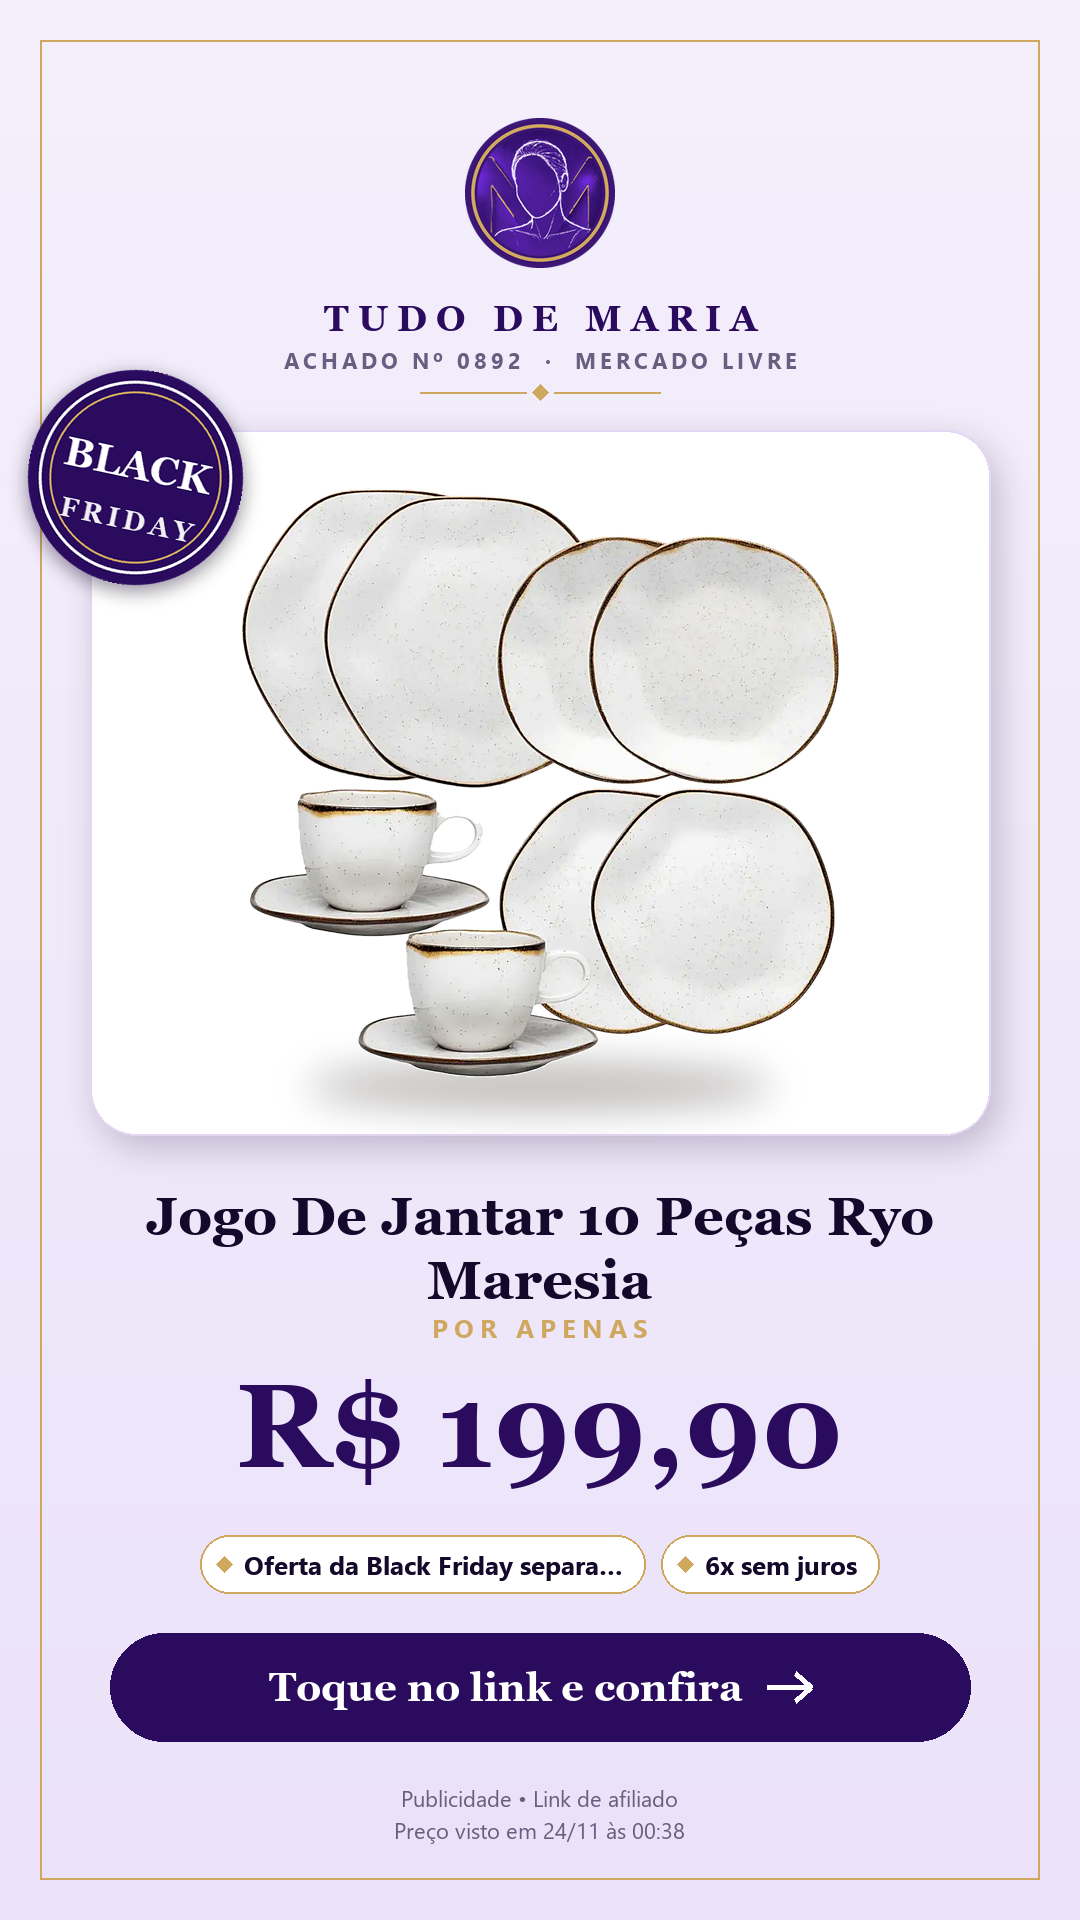 TUDO DE MARIA
ACHADO Nº 0892 · MERCADO LIVRE
BLACK
FRIDAY
Jogo De Jantar 10 Peças Ryo
Maresia
POR APENAS
R$ 199,90
Oferta da Black Friday separa...
6x sem juros
Toque no link e confira →
Publicidade • Link de afiliado
Preço visto em 24/11 às 00:38